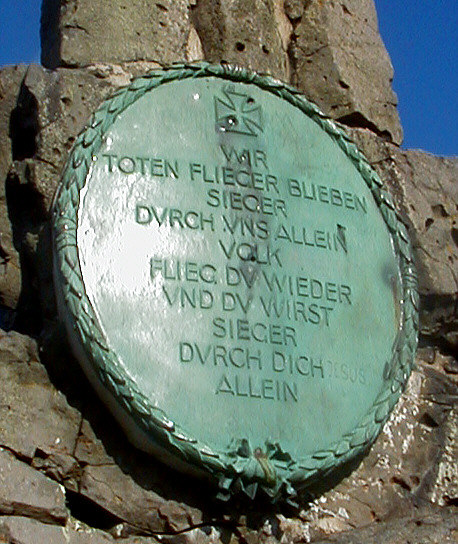 WIR
TOTEN FLIEGER BLIEBEN
SIEGER
DVRCH VNS ALLEIN
VOLK
FLIEG DV WIEDER
VND DV WIRST
SIEGER
DVRCH DICH JESUS
ALLEIN